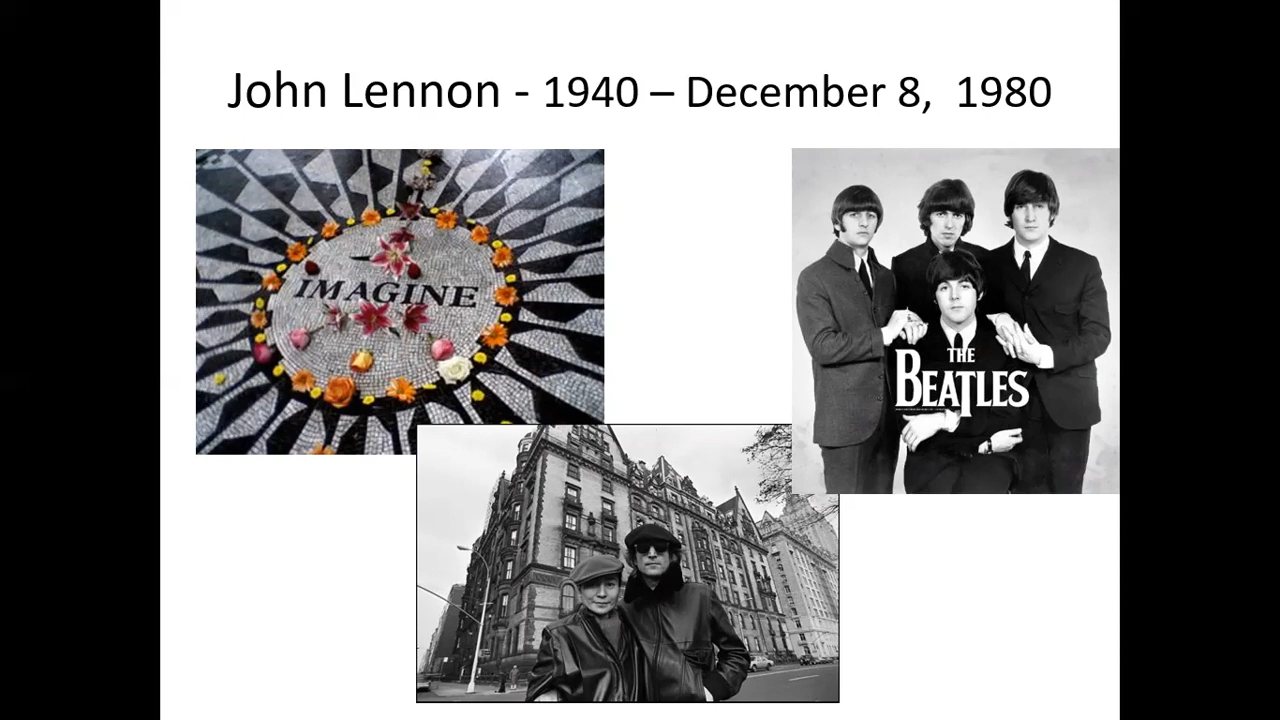 John Lennon - 1940 – December 8,  1980
IMAGINE
THE
BEATLES